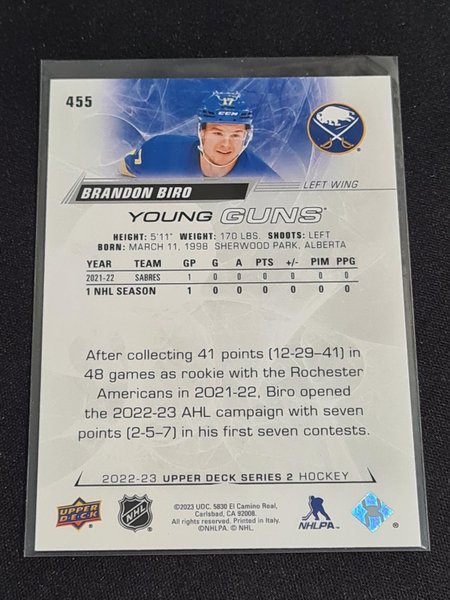 455
17
CCM
BRANDON BIRO
LEFT WING
YOUNG GUNS®
HEIGHT: 5'11" WEIGHT: 170 LBS. SHOOTS: LEFT
BORN: MARCH 11, 1998 SHERWOOD PARK, ALBERTA
YEAR TEAM GP G A PTS +/- PIM PPG
2021-22 SABRES 1 0 0 0 0 0 0
1 NHL SEASON 1 0 0 0 0 0 0
After collecting 41 points (12-29–41) in
48 games as rookie with the Rochester
Americans in 2021-22, Biro opened
the 2022-23 AHL campaign with seven
points (2-5–7) in his first seven contests.
2022-23 UPPER DECK SERIES 2 HOCKEY
UPPER DECK
NHL
©2023 UDC. 5830 El Camino Real,
Carlsbad, CA 92008.
All rights reserved. Printed in Italy.
©NHLPA. © NHL.
NHLPA™
®